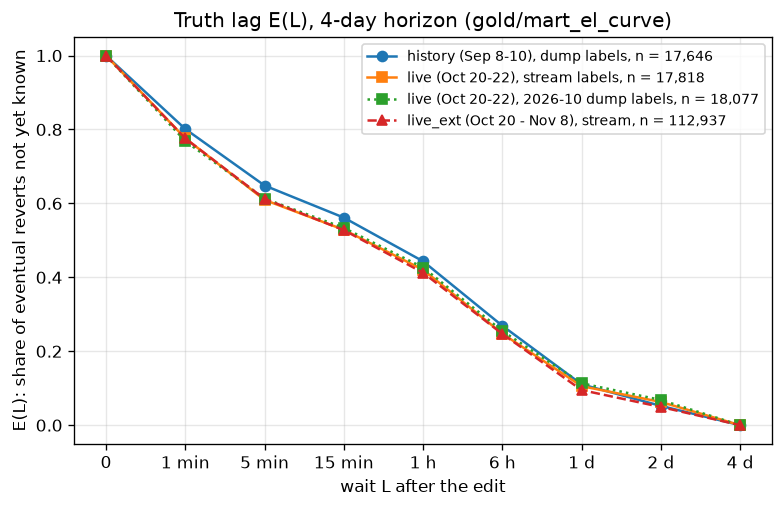 Truth lag E(L), 4-day horizon (gold/mart_el_curve)
history (Sep 8-10), dump labels, n = 17,646
live (Oct 20-22), stream labels, n = 17,818
live (Oct 20-22), 2026-10 dump labels, n = 18,077
live_ext (Oct 20 - Nov 8), stream, n = 112,937
E(L): share of eventual reverts not yet known
1.0
0.8
0.6
0.4
0.2
0.0
0 1 min 5 min 15 min 1 h 6 h 1 d 2 d 4 d
wait L after the edit